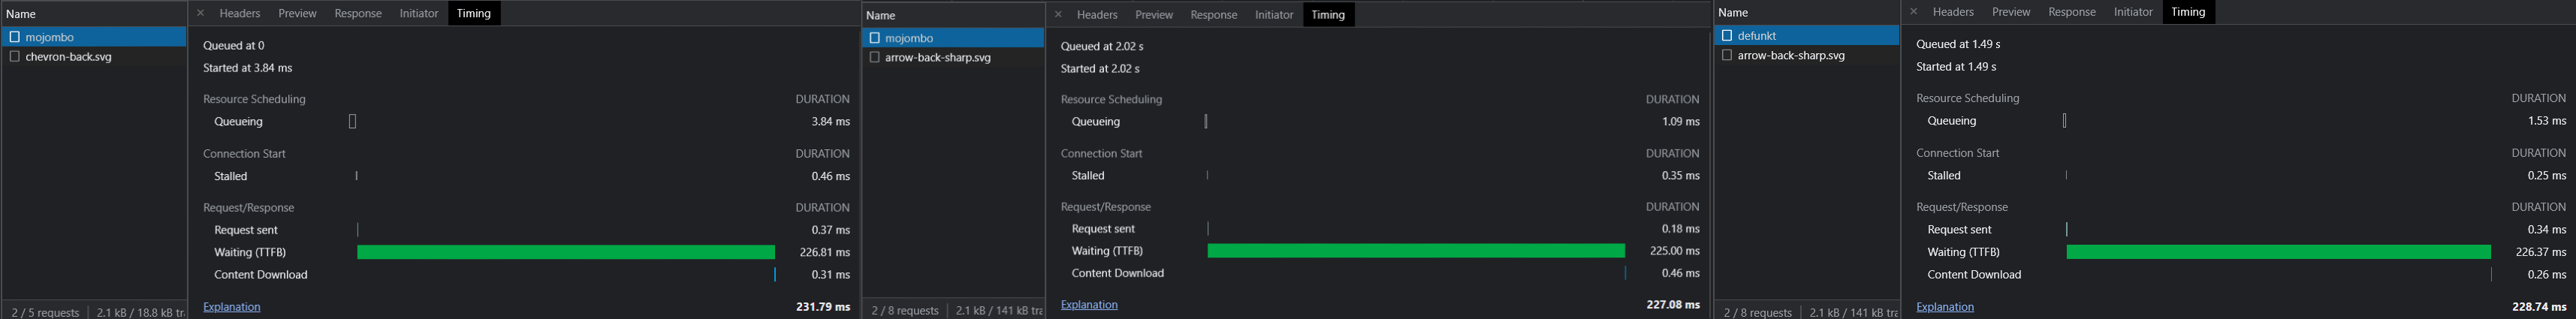 Name
mojombo
chevron-back.svg
2 / 5 requests 2.1 kB / 18.8 kB tra
× Headers Preview Response Initiator Timing
Queued at 0
Started at 3.84 ms
Resource Scheduling DURATION
Queueing 3.84 ms
Connection Start DURATION
Stalled 0.46 ms
Request/Response DURATION
Request sent 0.37 ms
Waiting (TTFB) 226.81 ms
Content Download 0.31 ms
Explanation 231.79 ms
Name
mojombo
arrow-back-sharp.svg
2 / 8 requests 2.1 kB / 141 kB tra
× Headers Preview Response Initiator Timing
Queued at 2.02 s
Started at 2.02 s
Resource Scheduling DURATION
Queueing 1.09 ms
Connection Start DURATION
Stalled 0.35 ms
Request/Response DURATION
Request sent 0.18 ms
Waiting (TTFB) 225.00 ms
Content Download 0.46 ms
Explanation 227.08 ms
Name
defunkt
arrow-back-sharp.svg
2 / 8 requests 2.1 kB / 141 kB tra
× Headers Preview Response Initiator Timing
Queued at 1.49 s
Started at 1.49 s
Resource Scheduling DURATION
Queueing 1.53 ms
Connection Start DURATION
Stalled 0.25 ms
Request/Response DURATION
Request sent 0.34 ms
Waiting (TTFB) 226.37 ms
Content Download 0.26 ms
Explanation 228.74 ms